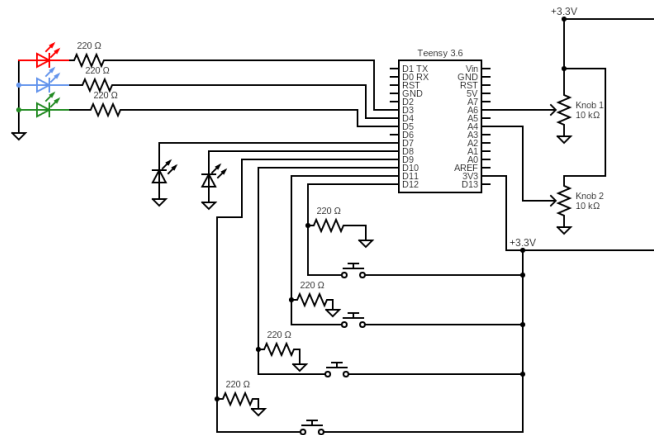 +3.3V
220 Ω
Teensy 3.6
220 Ω
220 Ω
D1 TX
D0 RX
RST
GND
D2
D3
D4
D5
D6
D7
D8
D9
D10
D11
D12
Vin
GND
RST
5V
A7
A6
A5
A4
A3
A2
A1
A0
AREF
3V3
D13
Knob 1
10 kΩ
Knob 2
10 kΩ
220 Ω
+3.3V
220 Ω
220 Ω
220 Ω